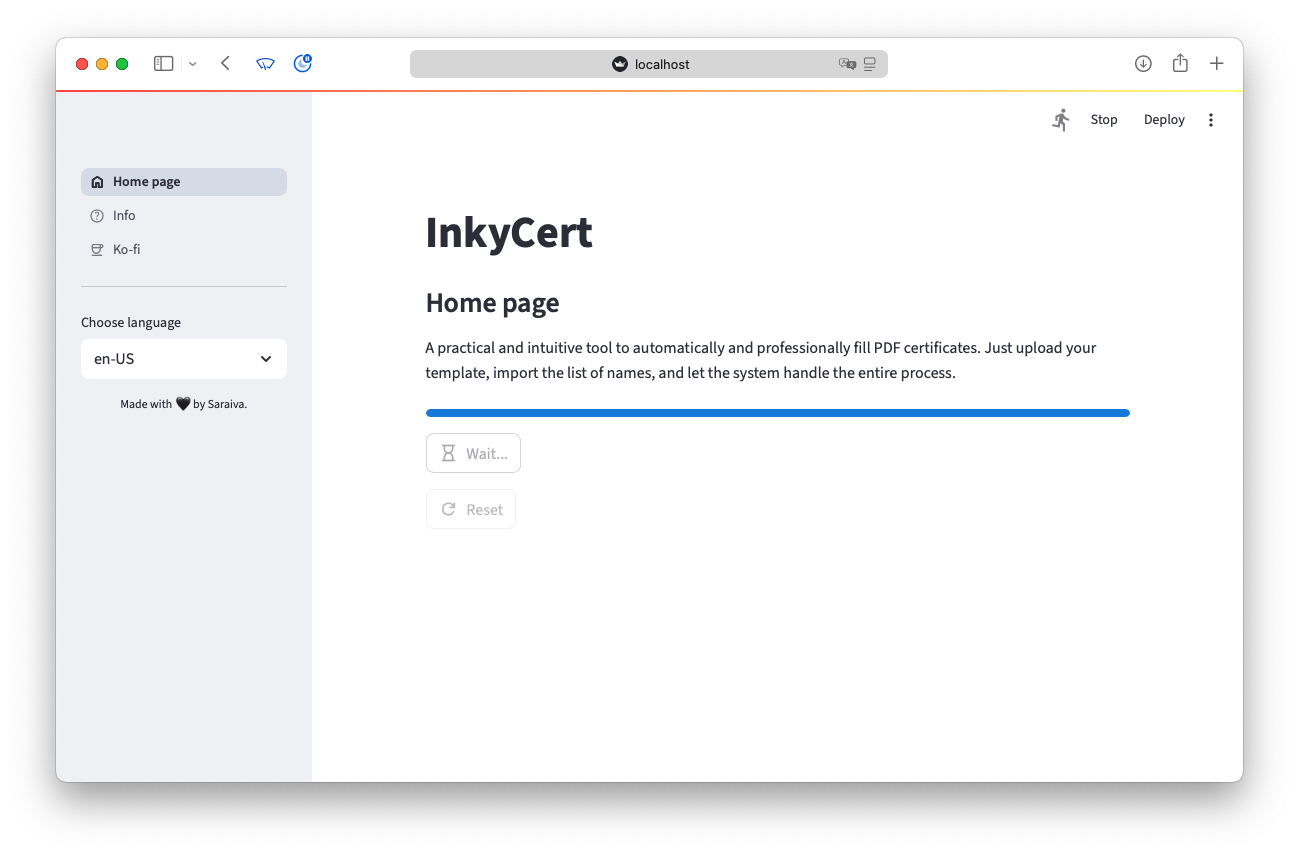 localhost
Stop
Deploy
Home page
Info
Ko-fi
Choose language
en-US
Made with 🖤 by Saraiva.
InkyCert
Home page
A practical and intuitive tool to automatically and professionally fill PDF certificates. Just upload your
template, import the list of names, and let the system handle the entire process.
Wait...
Reset